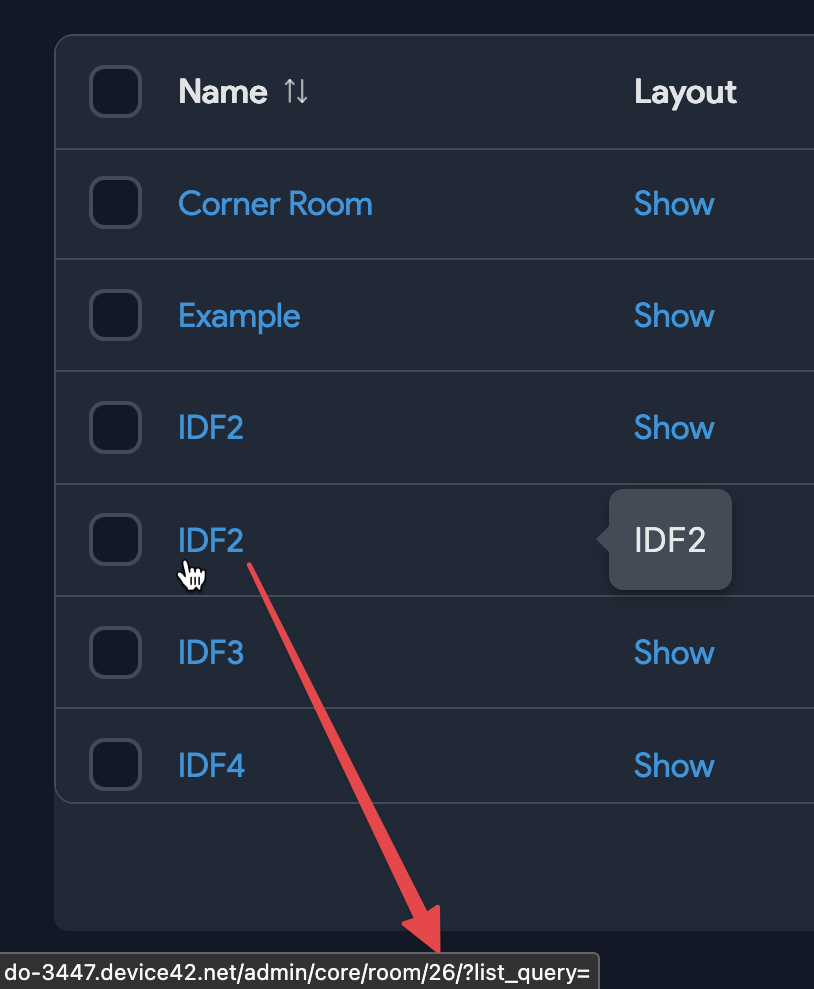 Name ↑↓ Layout
Corner Room Show
Example Show
IDF2 Show
IDF2 IDF2
IDF3 Show
IDF4 Show
do-3447.device42.net/admin/core/room/26/?list_query=